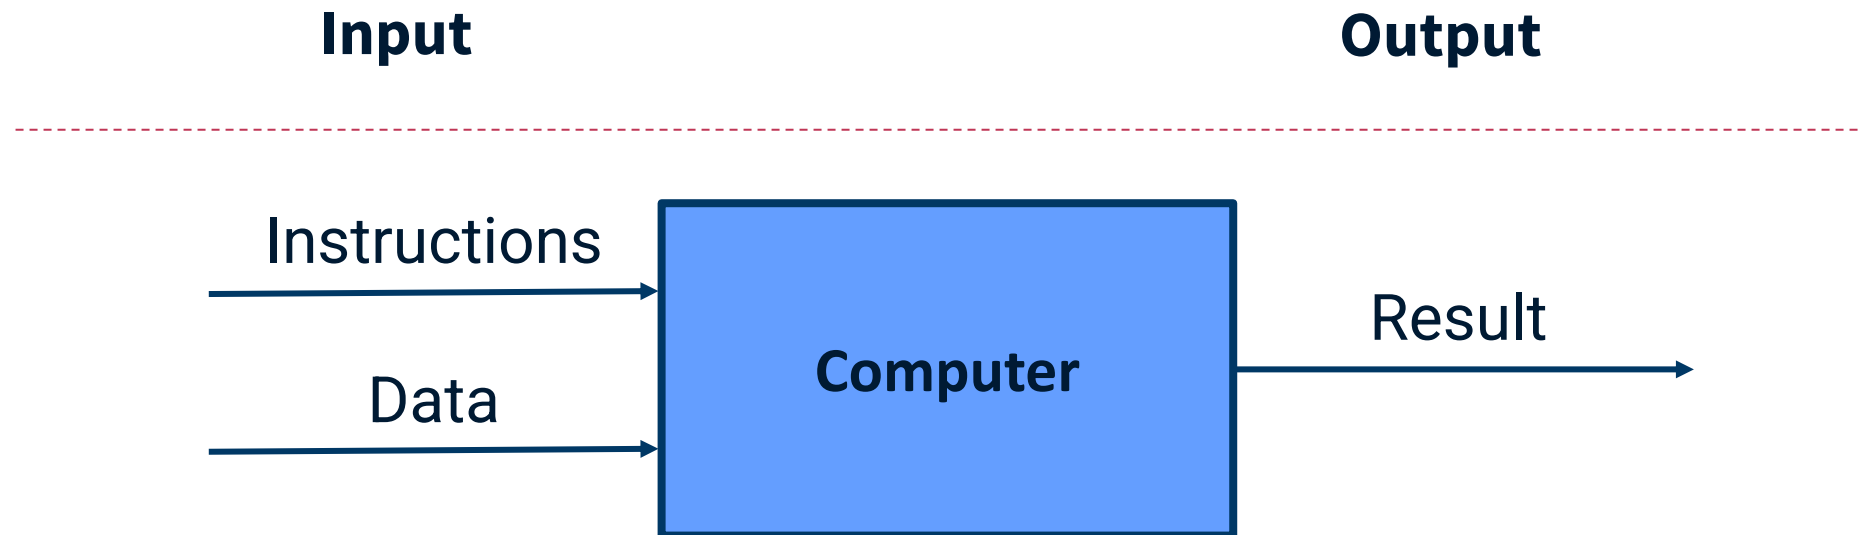 Input
Output
Instructions
Data
Computer
Result